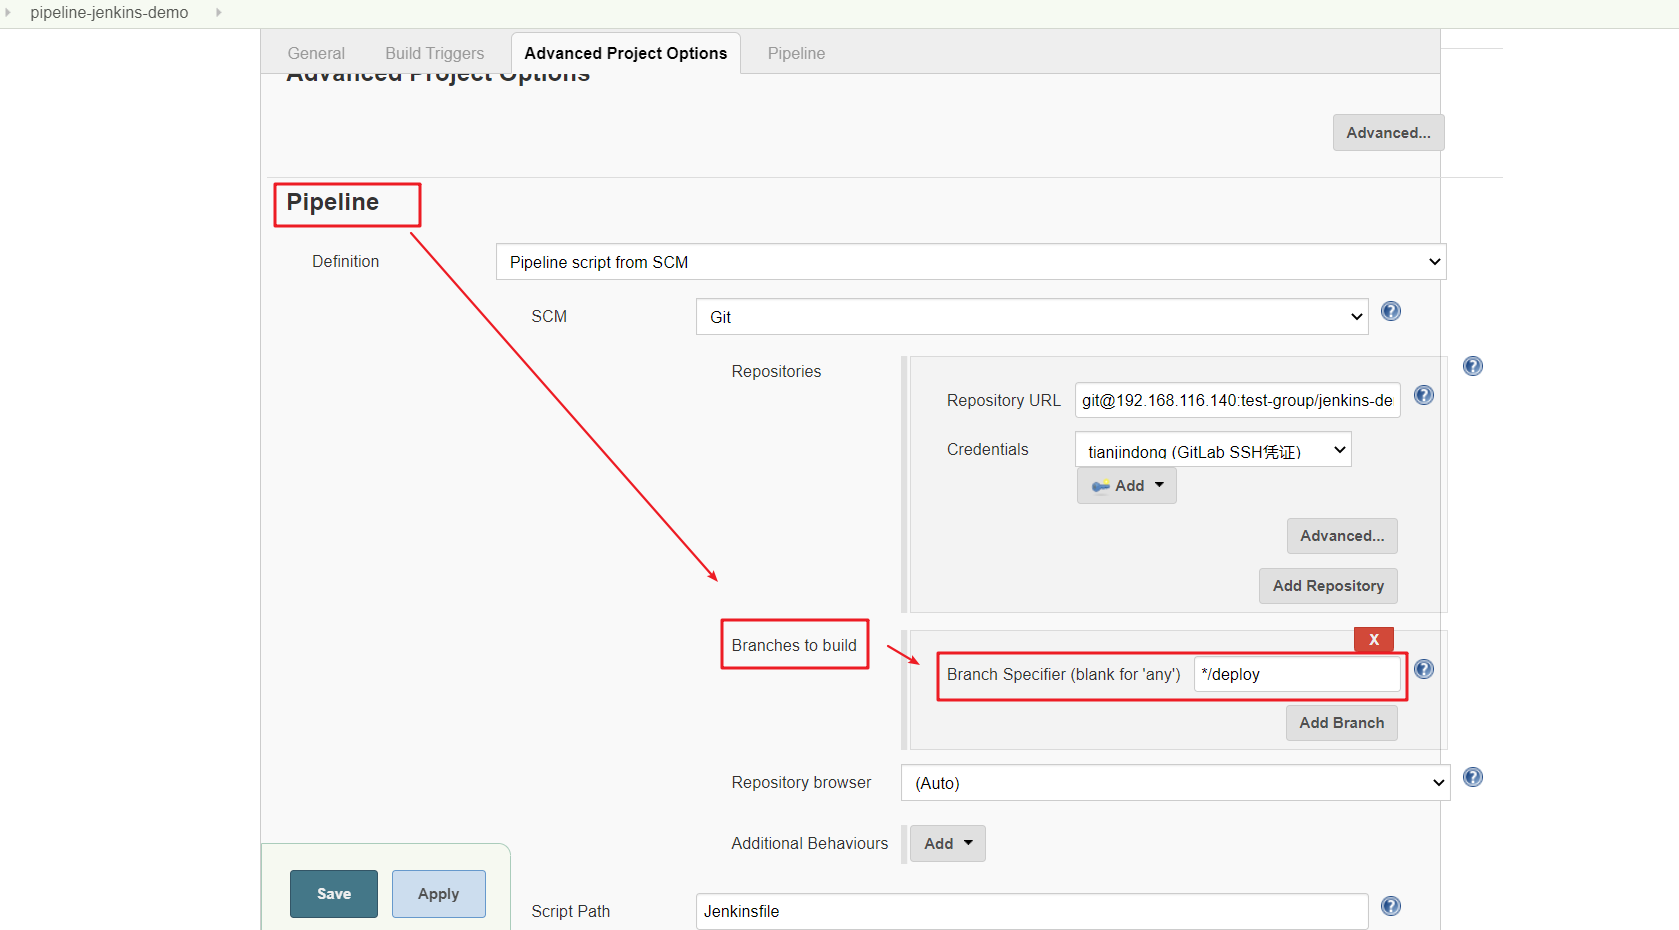 pipeline-jenkins-demo
General Build Triggers Advanced Project Options Pipeline
Advanced Project Options
Advanced...
Pipeline
Definition Pipeline script from SCM
SCM Git
Repositories
Repository URL git@192.168.116.140:test-group/jenkins-de
Credentials tianjindong (GitLab SSH凭证)
Add
Advanced...
Add Repository
X
Branches to build Branch Specifier (blank for 'any') */deploy
Add Branch
Repository browser (Auto)
Additional Behaviours Add
Save Apply
Script Path Jenkinsfile